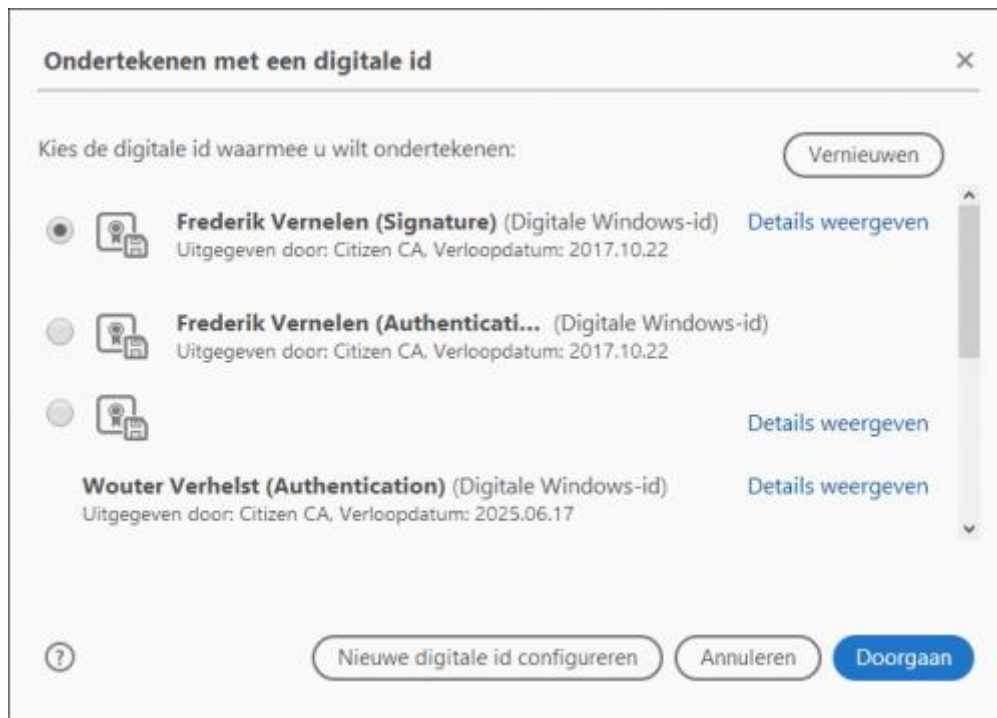 Ondertekenen met een digitale id
Kies de digitale id waarmee u wilt ondertekenen:
Vernieuwen
Frederik Vernelen (Signature) (Digitale Windows-id) Details weergeven
Uitgegeven door: Citizen CA, Verloopdatum: 2017.10.22
Frederik Vernelen (Authenticati... (Digitale Windows-id)
Uitgegeven door: Citizen CA, Verloopdatum: 2017.10.22
Details weergeven
Wouter Verhelst (Authentication) (Digitale Windows-id) Details weergeven
Uitgegeven door: Citizen CA, Verloopdatum: 2025.06.17
? Nieuwe digitale id configureren Annuleren Doorgaan